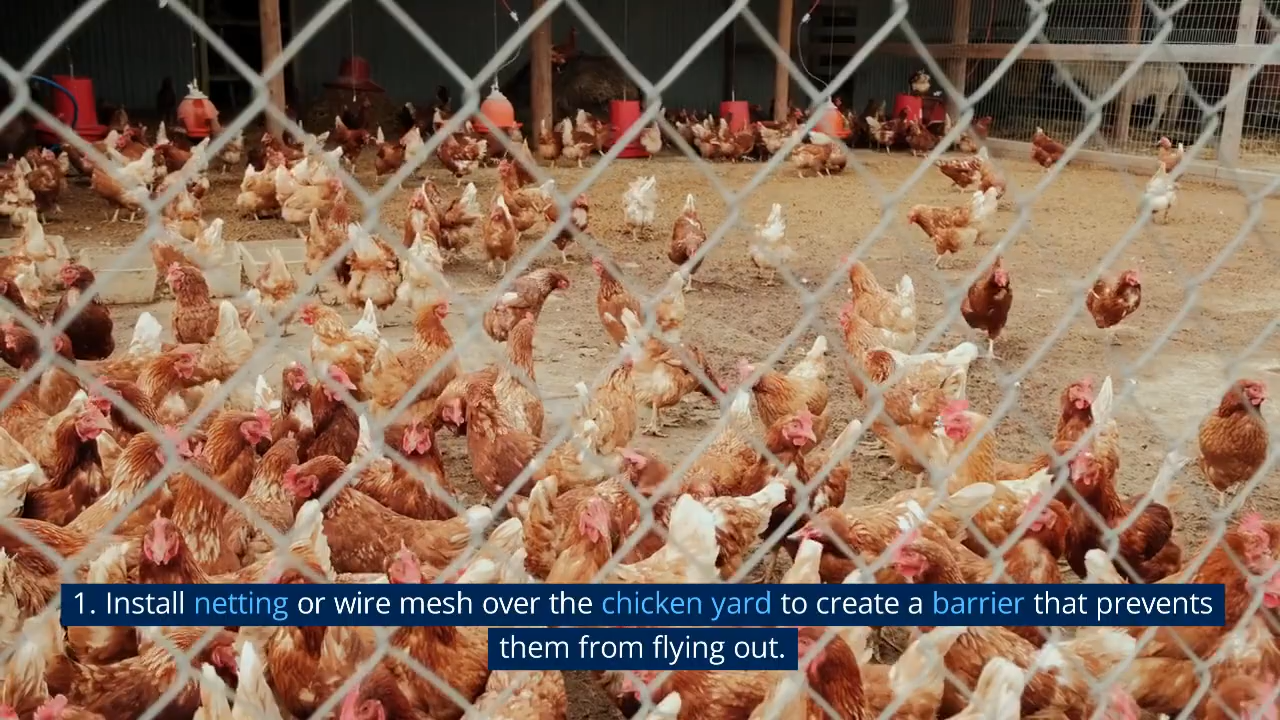 1. Install netting or wire mesh over the chicken yard to create a barrier that prevents
them from flying out.